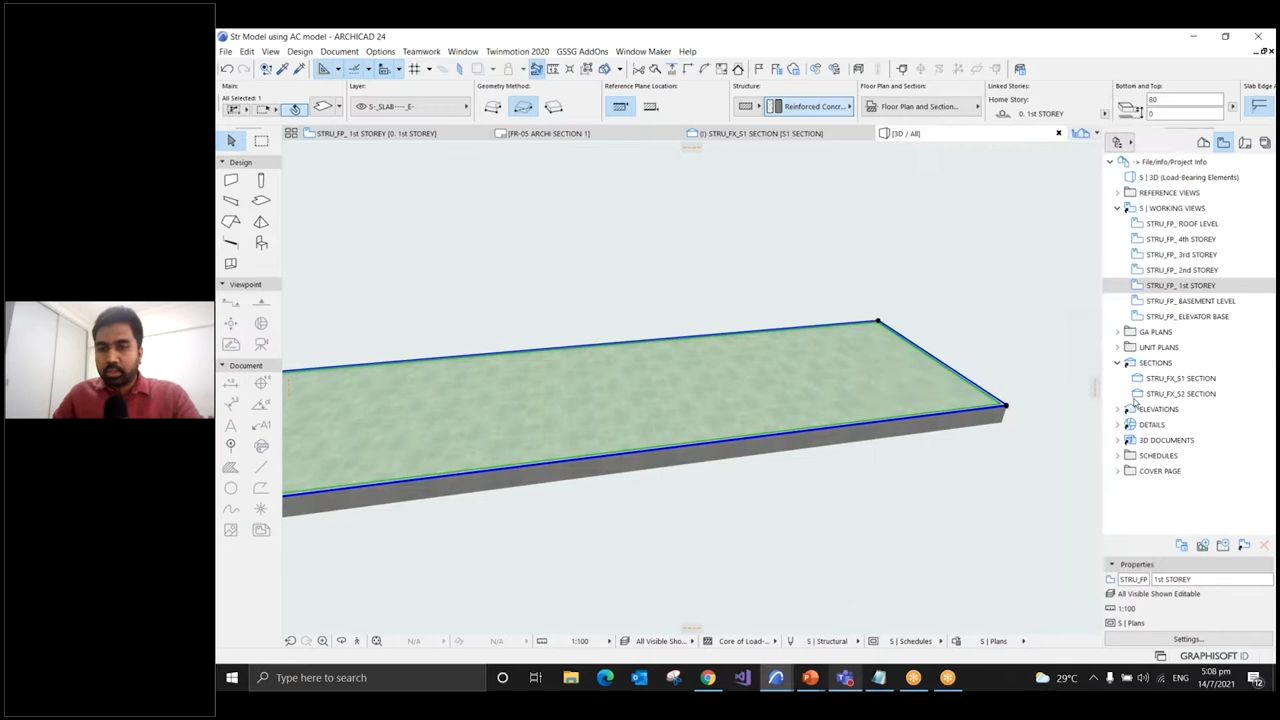 Str Model using AC model - ARCHICAD 24
File Edit View Design Document Options Teamwork Window Twinmotion 2020 GSSG AddOns Window Maker Help
Main: Layer: Geometry Method: Reference Plane Location: Structure: Floor Plan and Section: Linked Stories: Bottom and Top: Slab Edge
All Selected: 1
S-_SLAB----_E-
Reinforced Concr...
Floor Plan and Section...
Home Story:
0. 1st STOREY
80
0
STRU_FP_ 1st STOREY [0. 1st STOREY]
[FR-05 ARCHI SECTION 1]
(!) STRU_FX_S1 SECTION [S1 SECTION]
[3D / All]
Design
Viewpoint
Document
A
A1
-> File/info/Project Info
S | 3D (Load-Bearing Elements)
REFERENCE VIEWS
S | WORKING VIEWS
STRU_FP_ ROOF LEVEL
STRU_FP_ 4th STOREY
STRU_FP_ 3rd STOREY
STRU_FP_ 2nd STOREY
STRU_FP_ 1st STOREY
STRU_FP_ BASEMENT LEVEL
STRU_FP_ ELEVATOR BASE
GA PLANS
UNIT PLANS
SECTIONS
STRU_FX_S1 SECTION
STRU_FX_S2 SECTION
ELEVATIONS
DETAILS
3D DOCUMENTS
SCHEDULES
COVER PAGE
Properties
STRU_FP 1st STOREY
All Visible Shown Editable
1:100
S | Plans
Settings...
N/A N/A 1:100 All Visible Sho... Core of Load-... S | Structural S | Schedules S | Plans
GRAPHISOFT ID
Type here to search
29°C
ENG
5:08 pm
14/7/2021
12